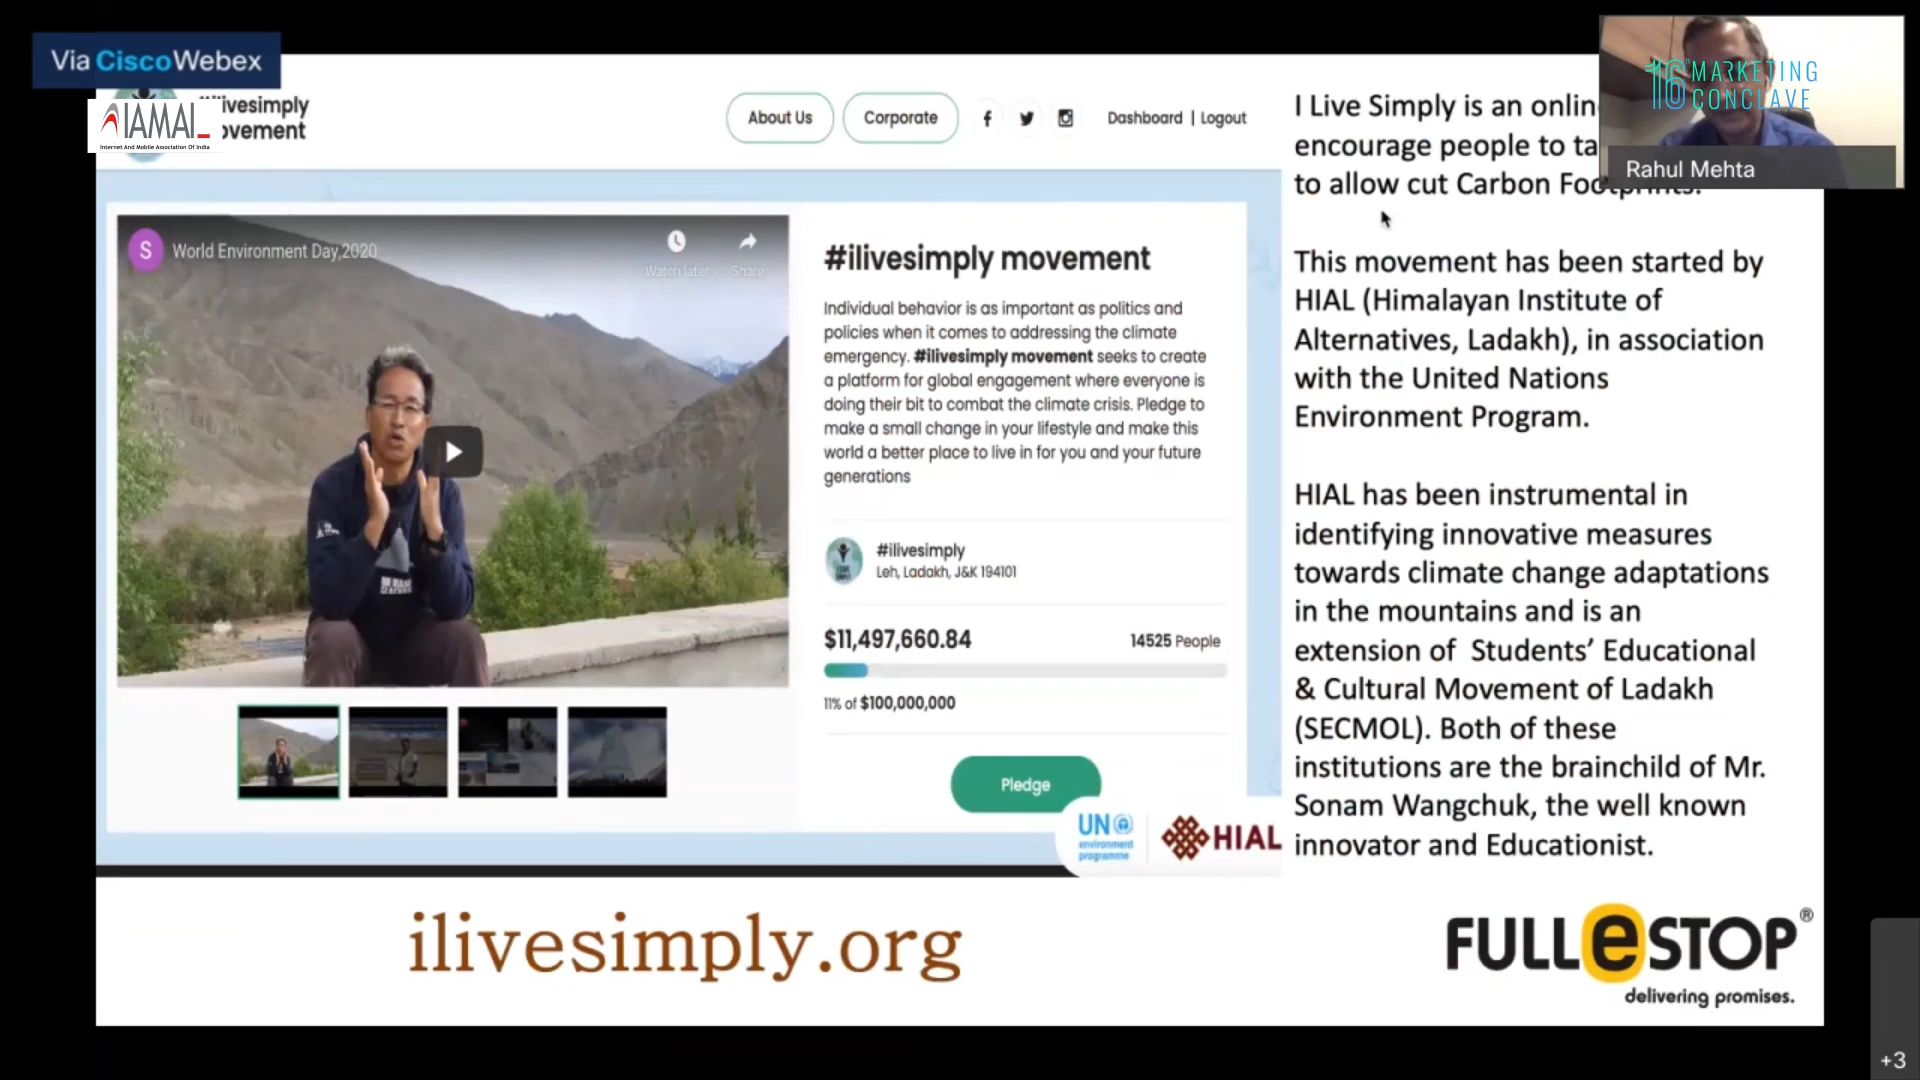 Via Cisco Webex
IAMAI
Internet And Mobile Association Of India
ilivesimply
ovement
About Us
Corporate
Dashboard | Logout
S
World Environment Day,2020
Watch later
Share
#ilivesimply movement
Individual behavior is as important as politics and
policies when it comes to addressing the climate
emergency. #ilivesimply movement seeks to create
a platform for global engagement where everyone is
doing their bit to combat the climate crisis. Pledge to
make a small change in your lifestyle and make this
world a better place to live in for you and your future
generations
#ilivesimply
Leh, Ladakh, J&K 194101
$11,497,660.84
14525 People
11% of $100,000,000
Pledge
UN
environment
programme
HIAL
I Live Simply is an onlin
encourage people to ta
to allow cut Carbon Footprints.
This movement has been started by
HIAL (Himalayan Institute of
Alternatives, Ladakh), in association
with the United Nations
Environment Program.
HIAL has been instrumental in
identifying innovative measures
towards climate change adaptations
in the mountains and is an
extension of Students’ Educational
& Cultural Movement of Ladakh
(SECMOL). Both of these
institutions are the brainchild of Mr.
Sonam Wangchuk, the well known
innovator and Educationist.
16th MARKETING
CONCLAVE
Rahul Mehta
ilivesimply.org
FULLeSTOP®
delivering promises.
+3